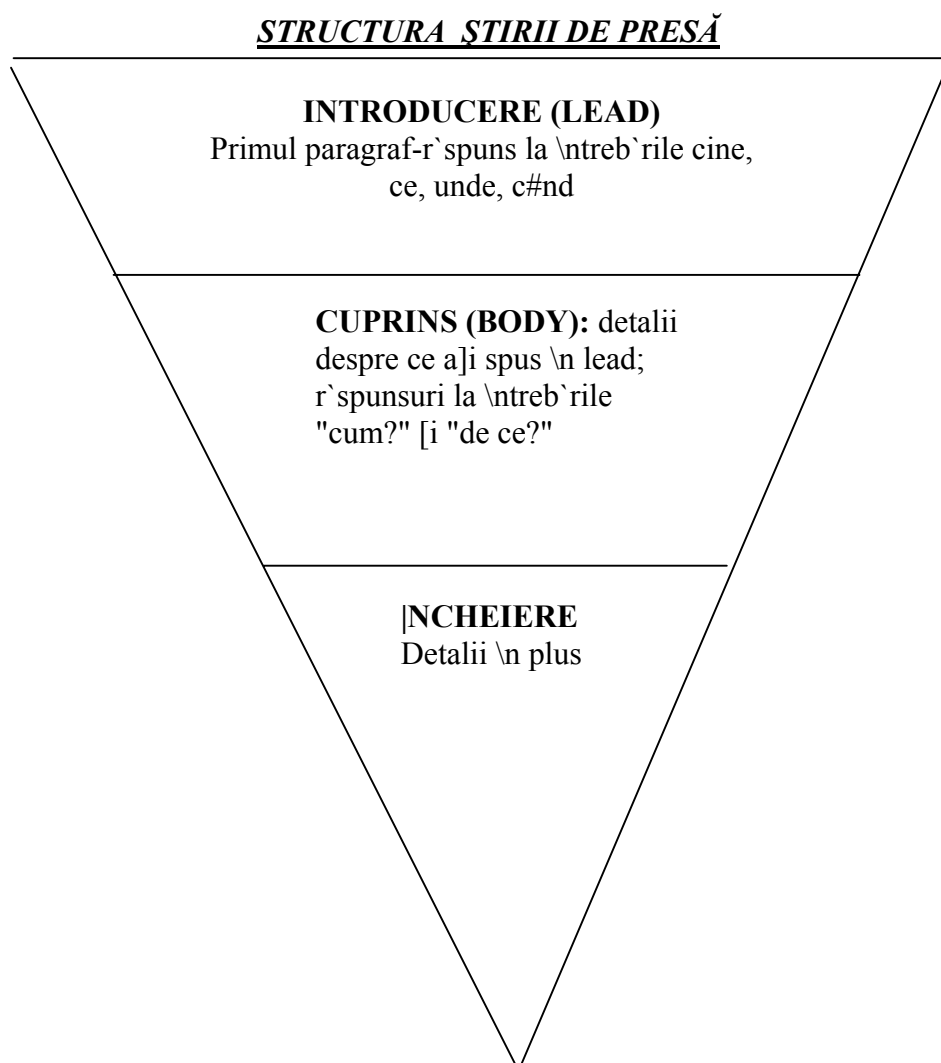 STRUCTURA ŞTIRII DE PRESĂ
INTRODUCERE (LEAD)
Primul paragraf-r`spuns la \ntreb`rile cine,
ce, unde, c#nd
CUPRINS (BODY): detalii
despre ce a]i spus \n lead;
r`spunsuri la \ntreb`rile
"cum?" [i "de ce?"
|NCHEIERE
Detalii \n plus